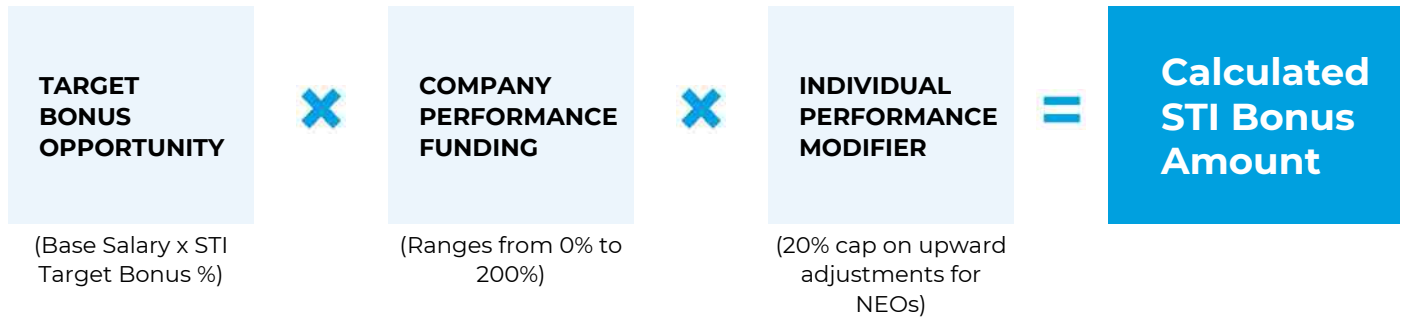 TARGET
BONUS
OPPORTUNITY
(Base Salary x STI
Target Bonus %)
COMPANY
PERFORMANCE
FUNDING
(Ranges from 0% to
200%)
INDIVIDUAL
PERFORMANCE
MODIFIER
(20% cap on upward
adjustments for
NEOs)
Calculated
STI Bonus
Amount